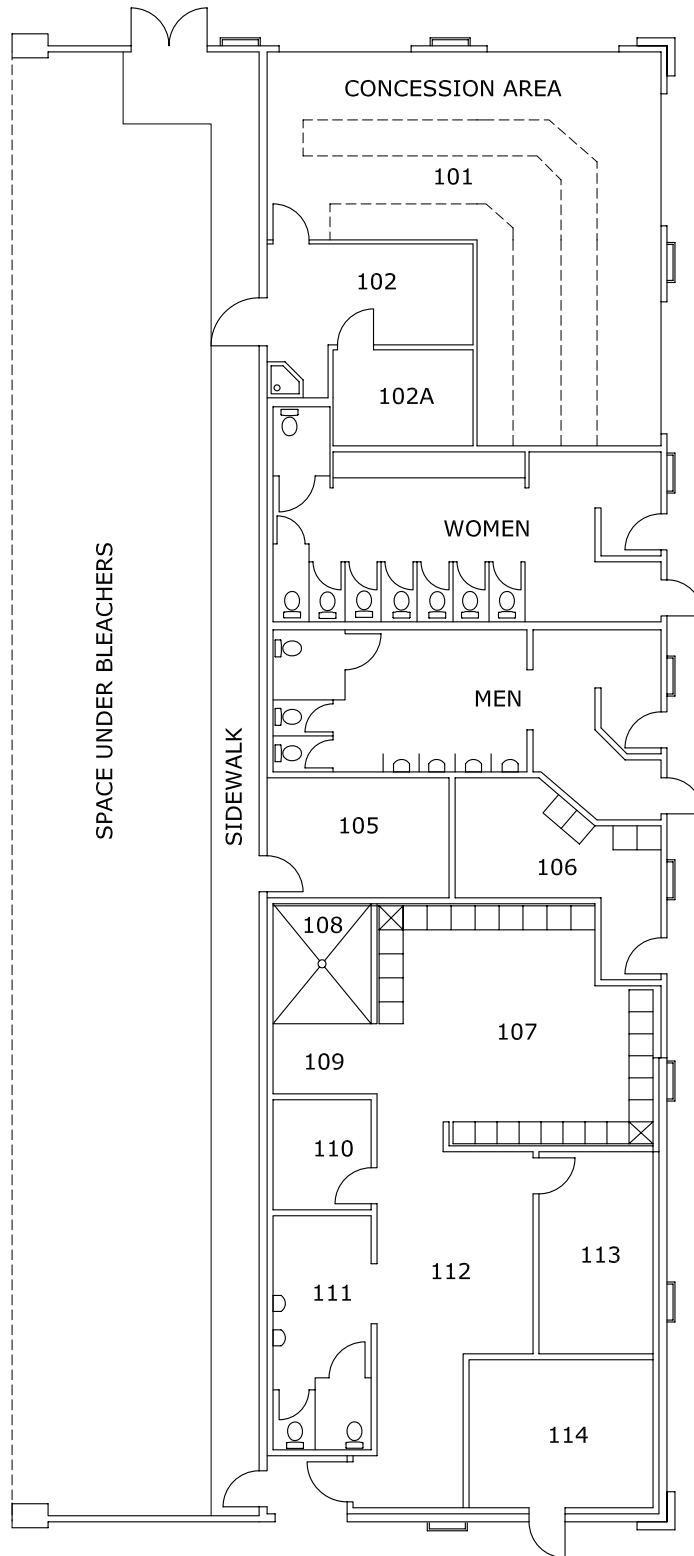 CONCESSION AREA
101
102
102A
WOMEN
MEN
SPACE UNDER BLEACHERS
SIDEWALK
105
106
108
107
109
110
113
112
111
114